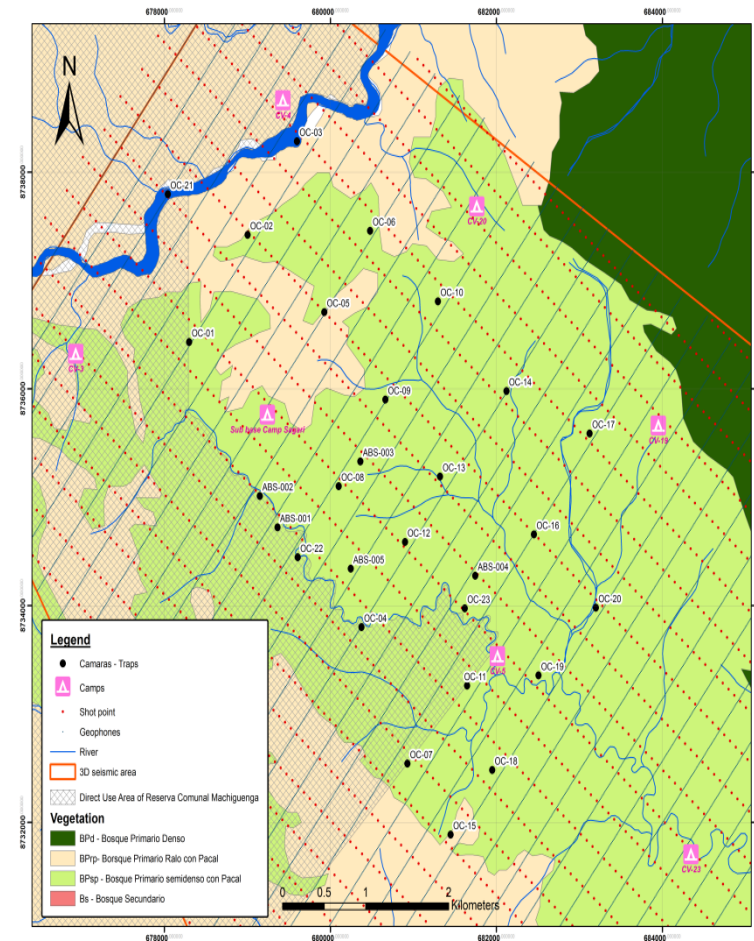 678000 680000 682000 684000
N
CV-4
OC-03
8738000
OC-21
OC-02
OC-06
CV-20
OC-10
OC-05
OC-01
CV-3
8736000
OC-14
OC-09
Sub base Camp Sagari
OC-17
CV-19
ABS-003
OC-13
OC-08
ABS-002
ABS-001
OC-16
OC-12
OC-22
ABS-005
ABS-004
8734000
OC-23
OC-20
OC-04
OC-19
OC-11
OC-07
OC-18
8732000
OC-15
CV-23
Legend
Camaras - Traps
Camps
Shot point
Geophones
River
3D seismic area
Direct Use Area of Reserva Comunal Machiguenga
Vegetation
BPd - Bosque Primario Denso
BPrp- Borsque Primario Ralo con Pacal
BPsp - Bosque Primario semidenso con Pacal
Bs - Bosque Secundario
0 0.5 1 2
Kilometers
678000 680000 682000 684000